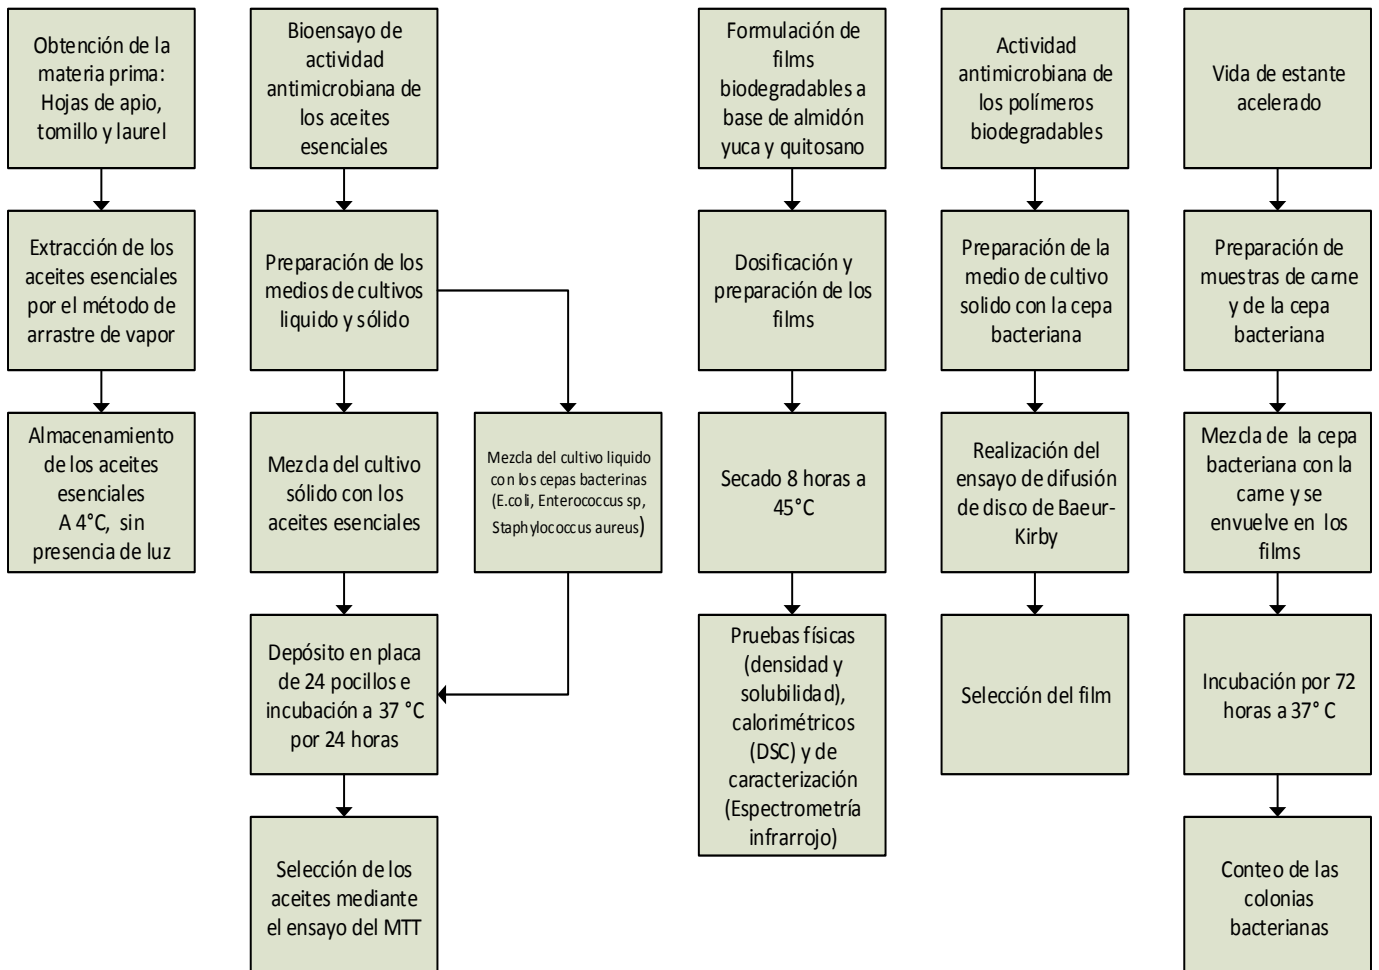 Obtención de la
materia prima:
Hojas de apio,
tomillo y laurel
Extracción de los
aceites esenciales
por el método de
arrastre de vapor
Almacenamiento
de los aceites
esenciales
A 4°C, sin
presencia de luz
Bioensayo de
actividad
antimicrobiana de
los aceites
esenciales
Preparación de los
medios de cultivos
liquido y sólido
Mezcla del cultivo
sólido con los
aceites esenciales
Mezcla del cultivo liquido
con los cepas bacterinas
(E.coli, Enterococcus sp,
Staphylococcus aureus)
Depósito en placa
de 24 pocillos e
incubación a 37 °C
por 24 horas
Selección de los
aceites mediante
el ensayo del MTT
Formulación de
films
biodegradables a
base de almidón
yuca y quitosano
Dosificación y
preparación de los
films
Secado 8 horas a
45°C
Pruebas físicas
(densidad y
solubilidad),
calorimétricos
(DSC) y de
caracterización
(Espectrometría
infrarrojo)
Actividad
antimicrobiana de
los polímeros
biodegradables
Preparación de la
medio de cultivo
solido con la cepa
bacteriana
Realización del
ensayo de difusión
de disco de Baeur-
Kirby
Selección del film
Vida de estante
acelerado
Preparación de
muestras de carne
y de la cepa
bacteriana
Mezcla de la cepa
bacteriana con la
carne y se
envuelve en los
films
Incubación por 72
horas a 37° C
Conteo de las
colonias
bacterianas